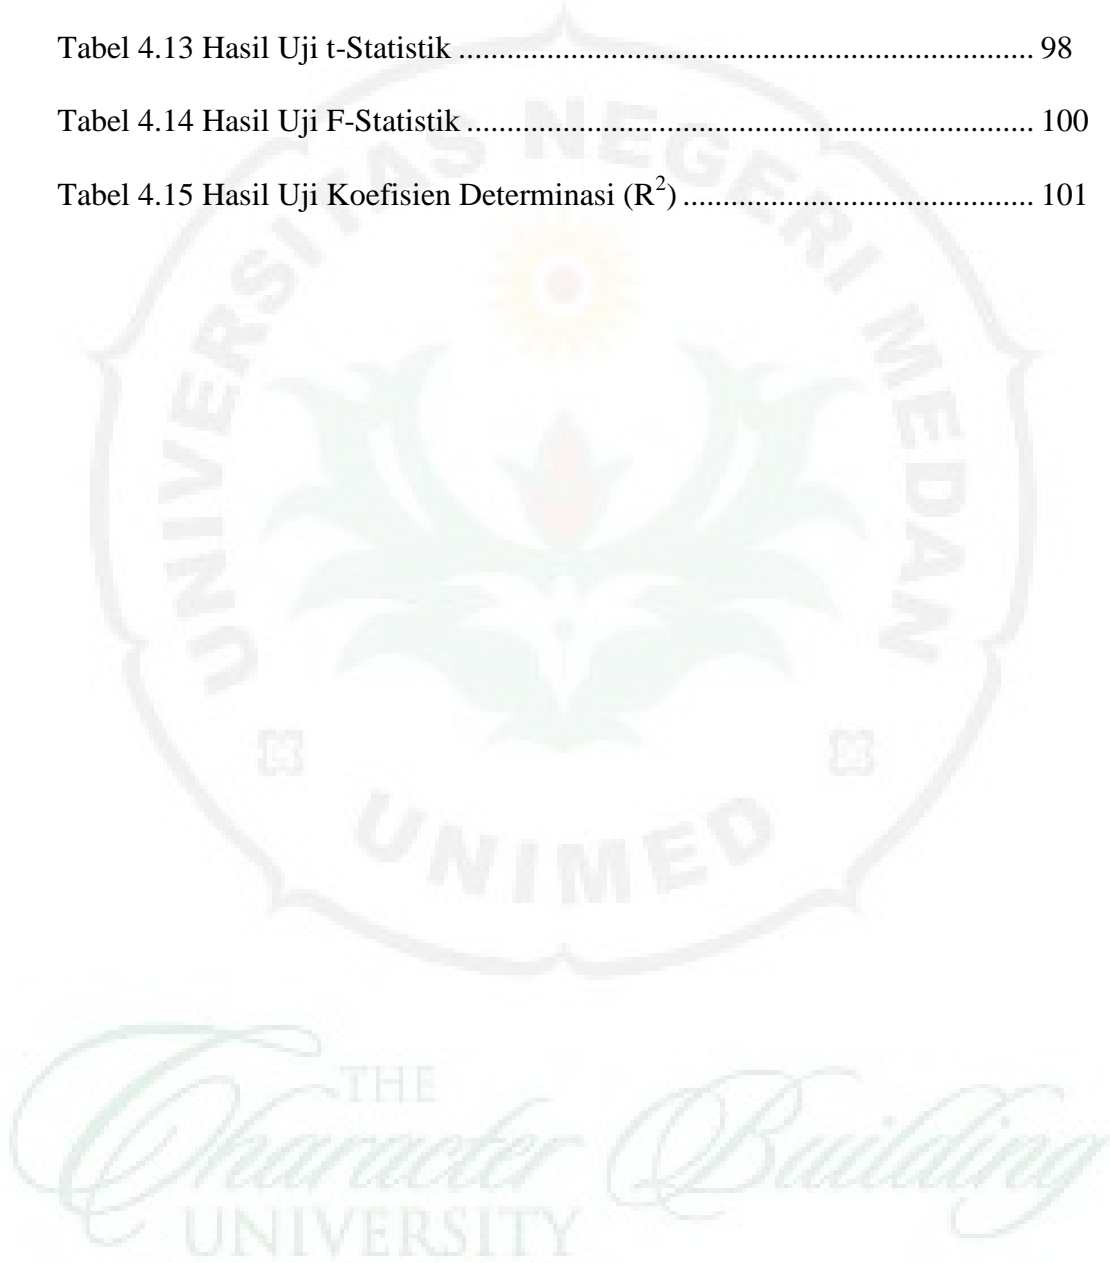 Tabel 4.13 Hasil Uji t-Statistik ........................................................................ 98
Tabel 4.14 Hasil Uji F-Statistik ....................................................................... 100
Tabel 4.15 Hasil Uji Koefisien Determinasi (R²) ............................................ 101
UNIVERSITAS NEGERI MEDAN
UNIMED
THE
Character Building
UNIVERSITY